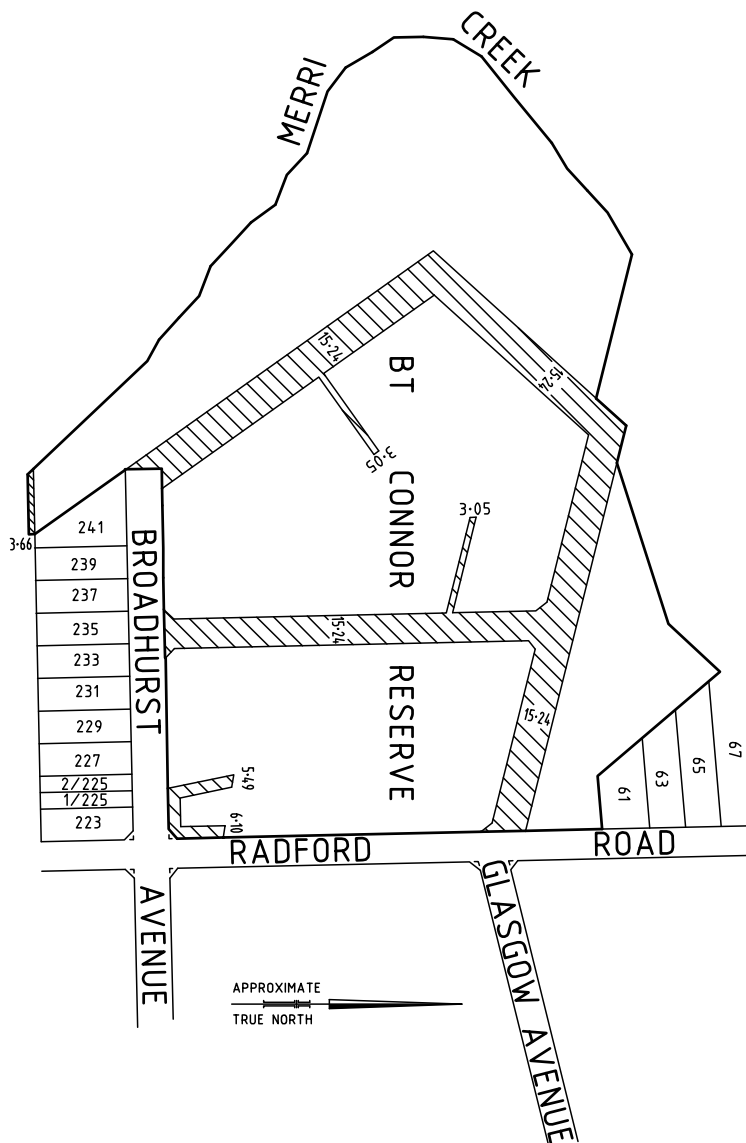 MERRI
CREEK
15·24
15·24
BT
CONNOR
RESERVE
3·05
3·05
3·66
241
239
237
235
233
231
229
227
2/225
1/225
223
BROADHURST
AVENUE
15·24
15·24
5·49
6·10
61
63
65
67
RADFORD
ROAD
GLASGOW AVENUE
APPROXIMATE
TRUE NORTH